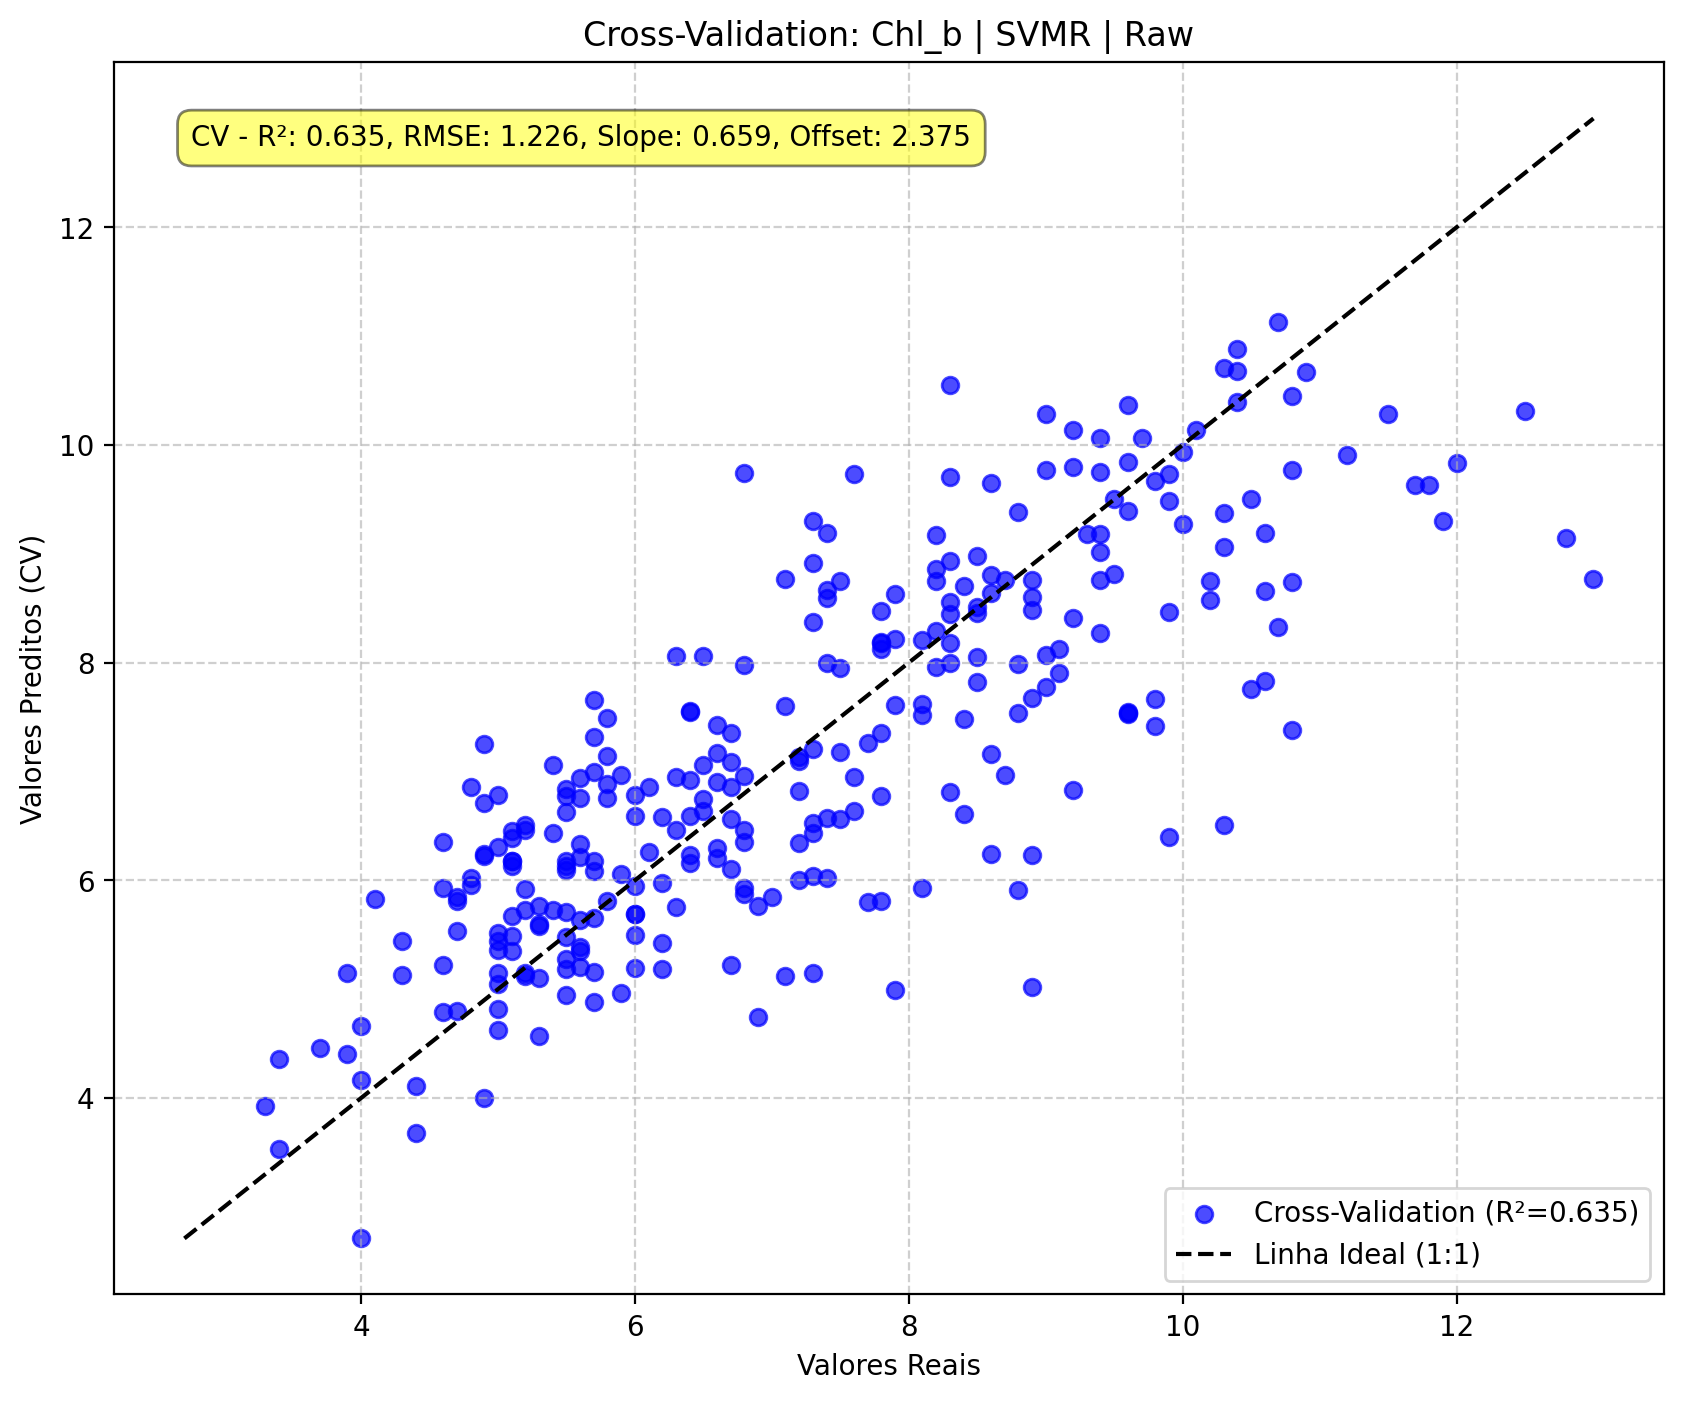 Cross-Validation: Chl_b | SVMR | Raw
CV - R²: 0.635, RMSE: 1.226, Slope: 0.659, Offset: 2.375
Valores Preditos (CV)
12
10
8
6
4
Cross-Validation (R²=0.635)
Linha Ideal (1:1)
4 6 8 10 12
Valores Reais